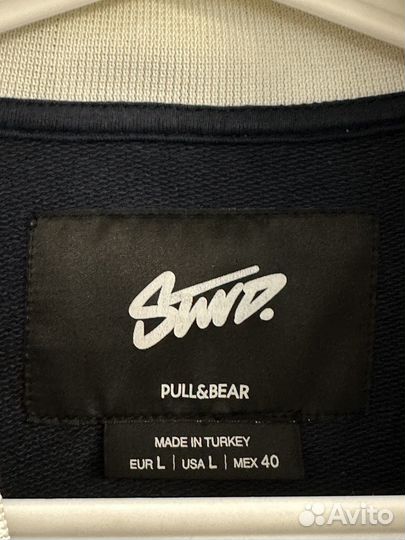 STWD.
PULL&BEAR
MADE IN TURKEY
EUR L | USA L | MEX 40
Avito